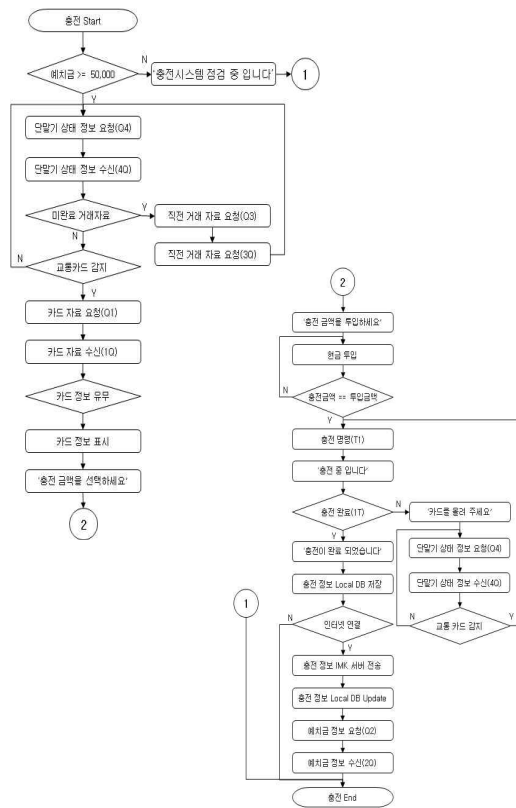 충전 Start
예치금 >= 50,000
N
'충전시스템 점검 중 입니다'
1
Y
단말기 상태 정보 요청(Q4)
단말기 상태 정보 수신(4Q)
미완료 거래자료
Y
직전 거래 자료 요청(Q3)
N
직전 거래 자료 요청(3Q)
교통카드 감지
N
Y
카드 자료 요청(Q1)
카드 자료 수신(1Q)
카드 정보 유무
카드 정보 표시
'충전 금액을 선택하세요'
2
2
'충전 금액을 투입하세요'
현금 투입
충전금액 == 투입금액
N
Y
충전 명령(T1)
'충전 중 입니다'
충전 완료(1T)
N
'카드를 올려 주세요'
Y
'충전이 완료 되었습니다'
단말기 상태 정보 요청(Q4)
충전 정보 Local DB 저장
단말기 상태 정보 수신(4Q)
1
인터넷 연결
N
교통 카드 감지
N
Y
Y
충전 정보 IMK 서버 전송
충전 정보 Local DB Update
예치금 정보 요청(Q2)
예치금 정보 수신(2Q)
충전 End